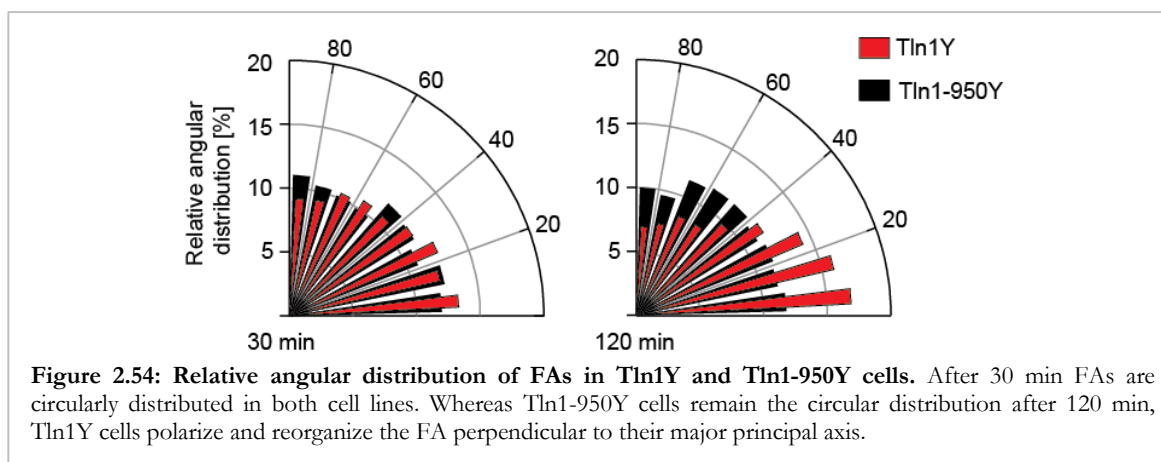 20
80
60
40
20
15
10
5
Relative angular
distribution [%]
30 min
20
80
60
40
20
15
10
5
120 min
Tln1Y
Tln1-950Y
Figure 2.54: Relative angular distribution of FAs in Tln1Y and Tln1-950Y cells. After 30 min FAs are
circularly distributed in both cell lines. Whereas Tln1-950Y cells remain the circular distribution after 120 min,
Tln1Y cells polarize and reorganize the FA perpendicular to their major principal axis.